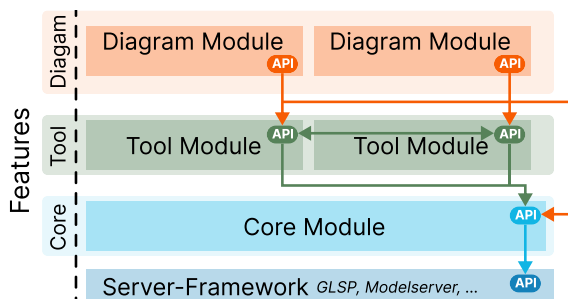 Features
Diagam
Diagram Module
API
Diagram Module
API
Tool
Tool Module
API
Tool Module
API
Core
Core Module
API
Server-Framework GLSP, Modelserver, ...
API